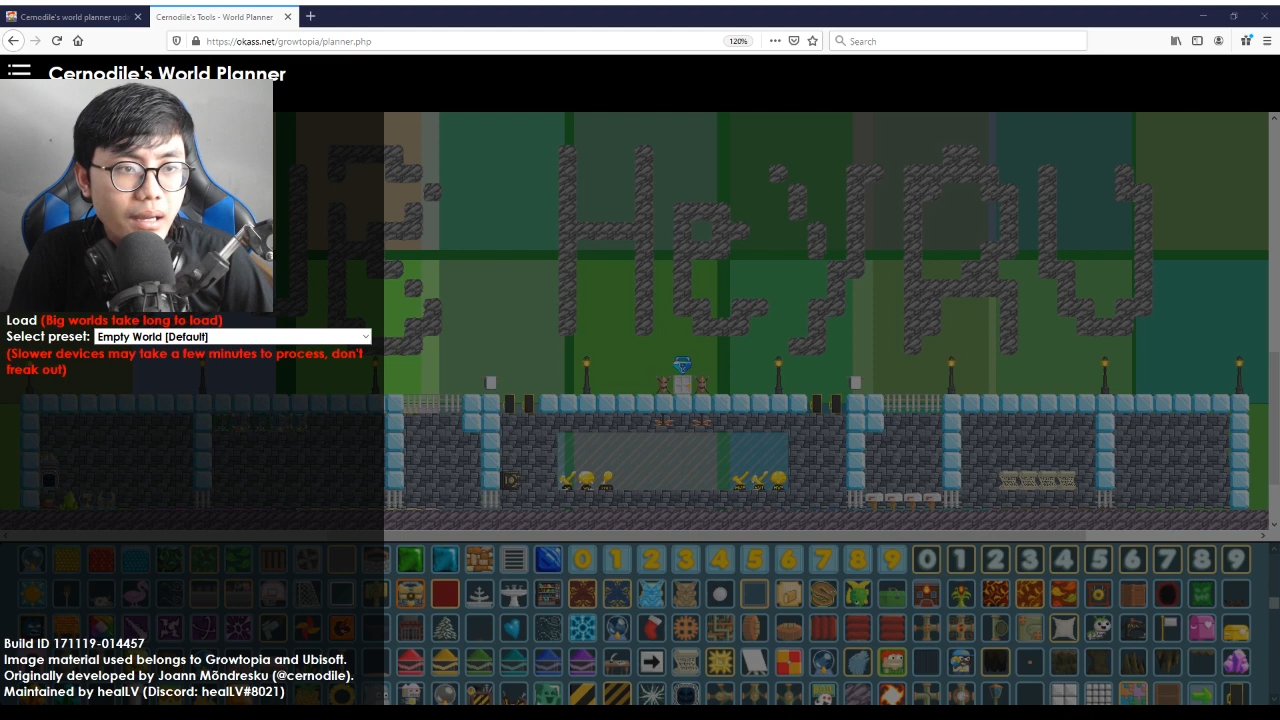 Cernodile's world planner upd
Cernodile's Tools - World Planner
https://okass.net/growtopia/planner.php
120%
Search
Cernodile's World Planner
Load (Big worlds take long to load)
Select preset: Empty World [Default]
(Slower devices may take a few minutes to process, don't
freak out)
0 1 2 3 4 5 6 7 8 9 0 1 2 3 4 5 6 7 8 9
Build ID 171119-014457
Image material used belongs to Growtopia and Ubisoft.
Originally developed by Joann Mõndresku (@cernodile).
Maintained by healLV (Discord: healLV#8021)